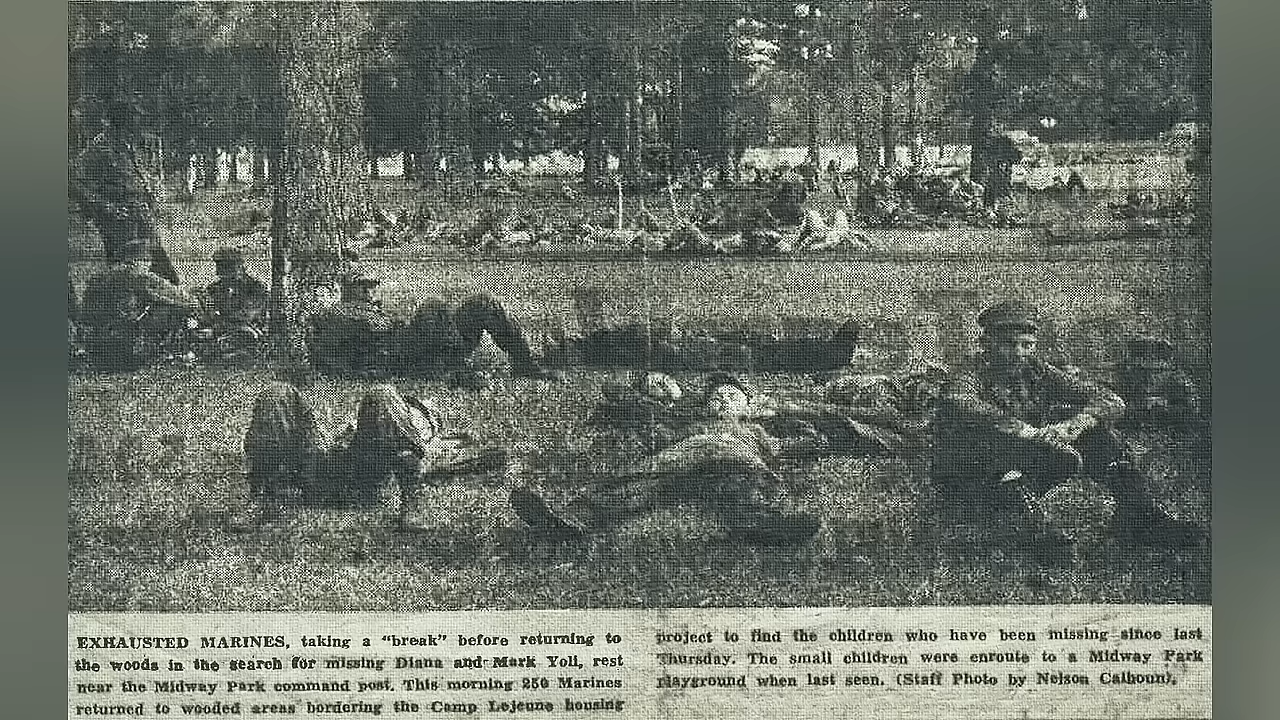 EXHAUSTED MARINES, taking a "break" before returning to
the woods in the search for missing Diana and Mark Yoli, rest
near the Midway Park command post. This morning 250 Marines
returned to wooded areas bordering the Camp Lejeune housing
project to find the children who have been missing since last
Thursday. The small children were enroute to a Midway Park
playground when last seen. (Staff Photo by Nelson Calhoun).